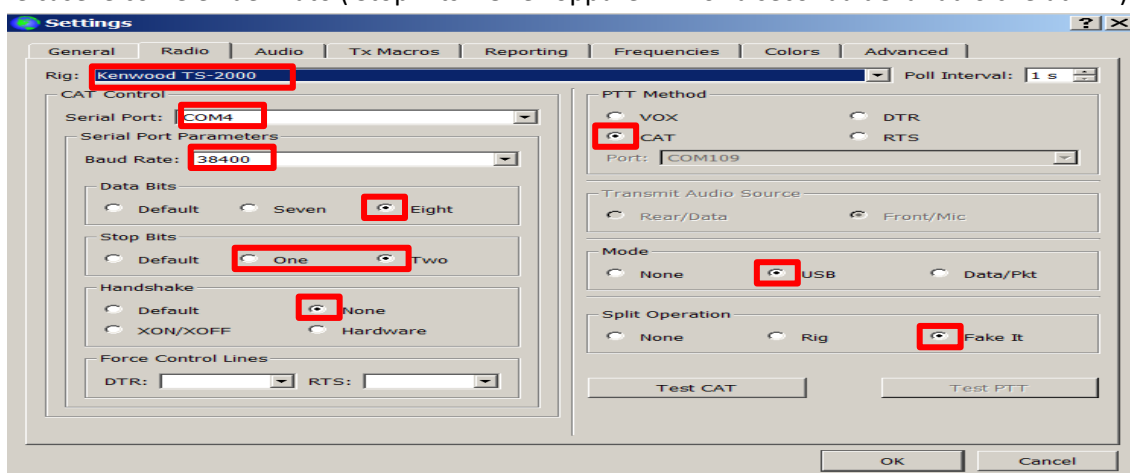 Settings
General Radio Audio Tx Macros Reporting Frequencies Colors Advanced
Rig: Kenwood TS-2000 Poll Interval: 1 s
CAT Control
Serial Port: COM4
Serial Port Parameters
Baud Rate: 38400
Data Bits
Default Seven Eight
Stop Bits
Default One Two
Handshake
Default None
XON/XOFF Hardware
Force Control Lines
DTR: RTS:
PTT Method
VOX DTR
CAT RTS
Port: COM109
Transmit Audio Source
Rear/Data Front/Mic
Mode
None USB Data/Pkt
Split Operation
None Rig Fake It
Test CAT Test PTT
OK Cancel